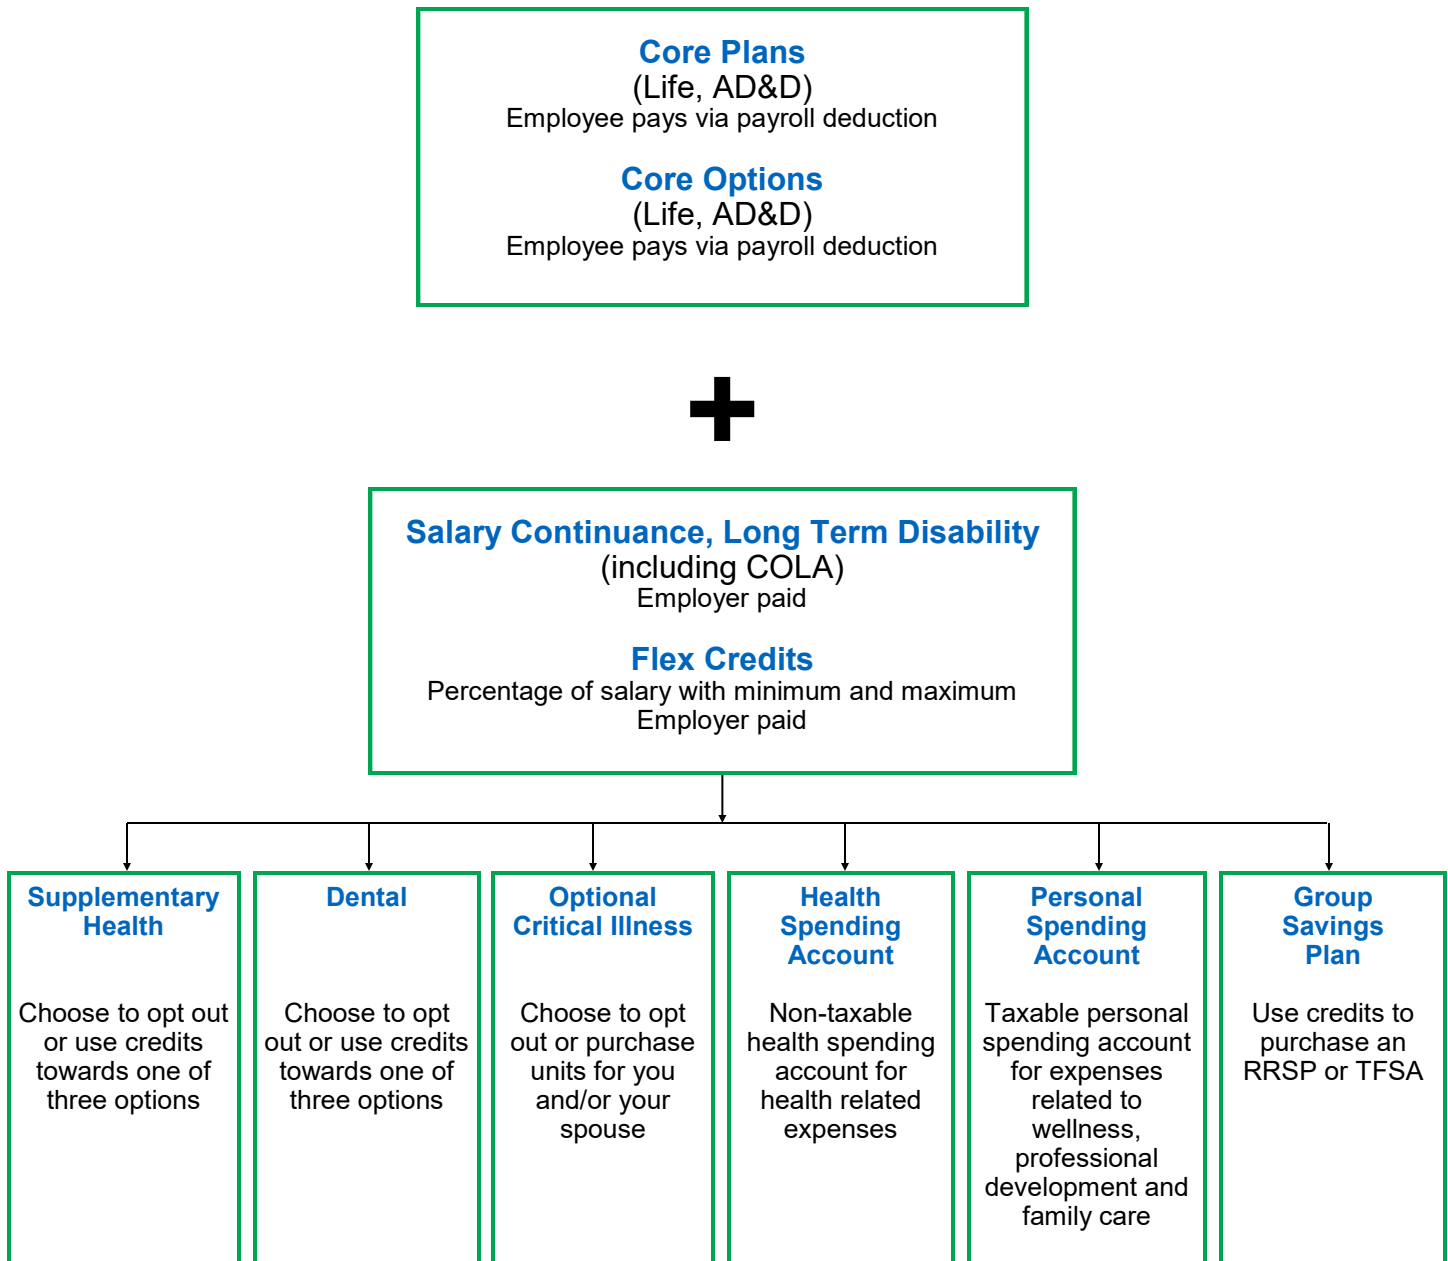 Core Plans
(Life, AD&D)
Employee pays via payroll deduction
Core Options
(Life, AD&D)
Employee pays via payroll deduction
+
Salary Continuance, Long Term Disability
(including COLA)
Employer paid
Flex Credits
Percentage of salary with minimum and maximum
Employer paid
Supplementary
Health
Choose to opt out
or use credits
towards one of
three options
Dental
Choose to opt
out or use credits
towards one of
three options
Optional
Critical Illness
Choose to opt
out or purchase
units for you
and/or your
spouse
Health
Spending
Account
Non-taxable
health spending
account for
health related
expenses
Personal
Spending
Account
Taxable personal
spending account
for expenses
related to
wellness,
professional
development and
family care
Group
Savings
Plan
Use credits to
purchase an
RRSP or TFSA